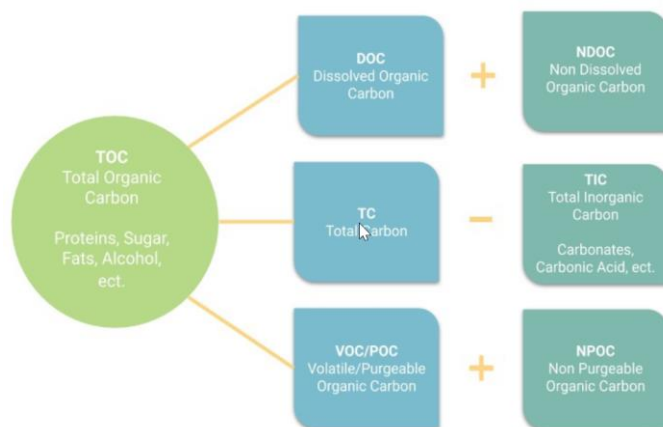 TOC
Total Organic
Carbon
Proteins, Sugar,
Fats, Alcohol,
ect.
DOC
Dissolved Organic
Carbon
+
NDOC
Non Dissolved
Organic Carbon
TC
Total Carbon
-
TIC
Total Inorganic
Carbon
Carbonates,
Carbonic Acid, ect.
VOC/POC
Volatile/Purgeable
Organic Carbon
+
NPOC
Non Purgeable
Organic Carbon